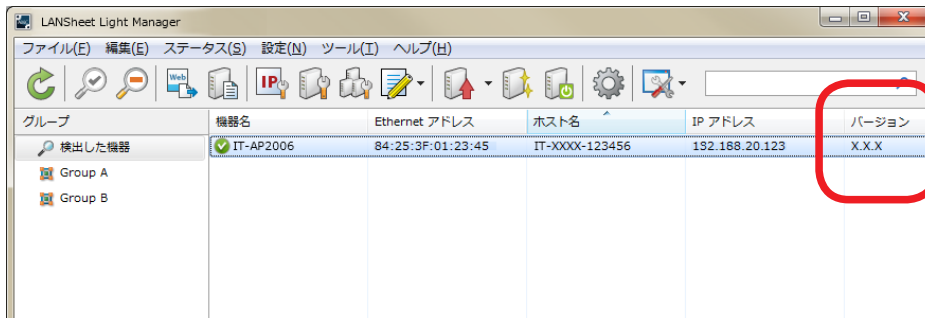 LANSheet Light Manager
ファイル(F) 編集(E) ステータス(S) 設定(N) ツール(T) ヘルプ(H)
Web IP
グループ 機器名 Ethernet アドレス ホスト名 IP アドレス バージョン
検出した機器 IT-AP2006 84:25:3F:01:23:45 IT-XXXX-123456 192.188.20.123 X.X.X
Group A
Group B